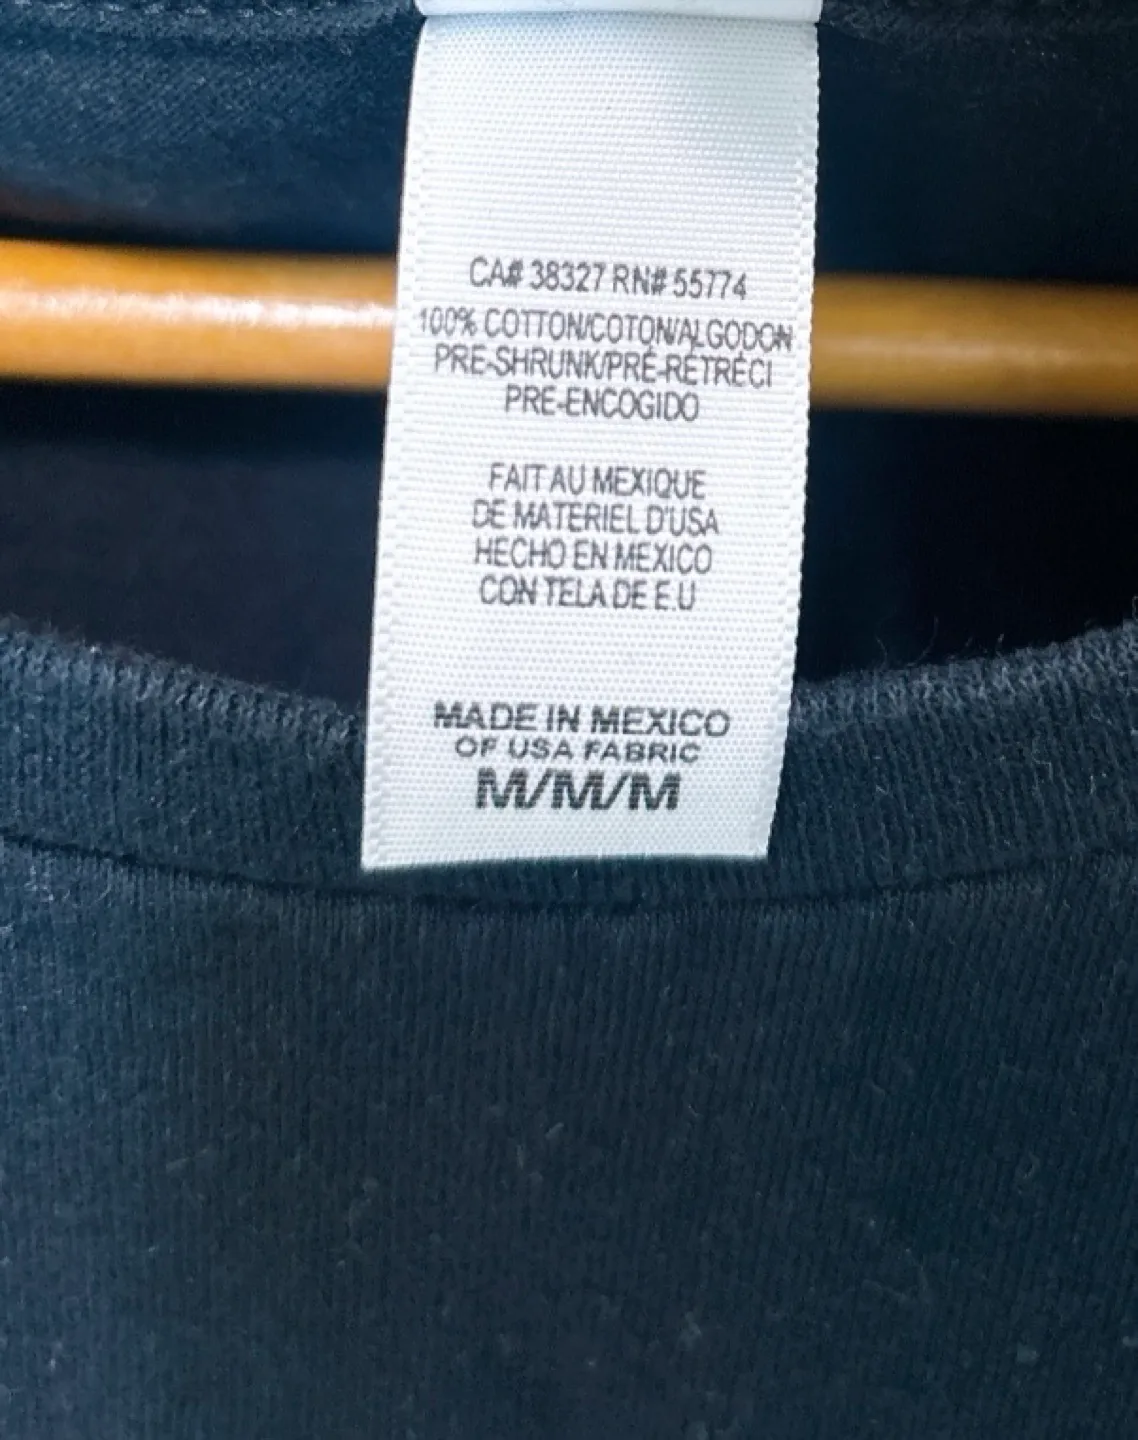 CA# 38327 RN# 55774
100% COTTON/COTON/ALGODON
PRE-SHRUNK/PRÉ-RÉTRÉCI
PRE-ENCOGIDO
FAIT AU MEXIQUE
DE MATERIEL D'USA
HECHO EN MEXICO
CON TELA DE E.U
MADE IN MEXICO
OF USA FABRIC
M/M/M